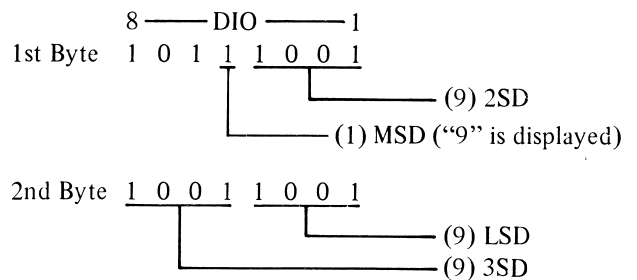 8 — DIO — 1
1st Byte 1 0 1 1 1 0 0 1
(9) 2SD
(1) MSD (“9” is displayed)
2nd Byte 1 0 0 1 1 0 0 1
(9) LSD
(9) 3SD